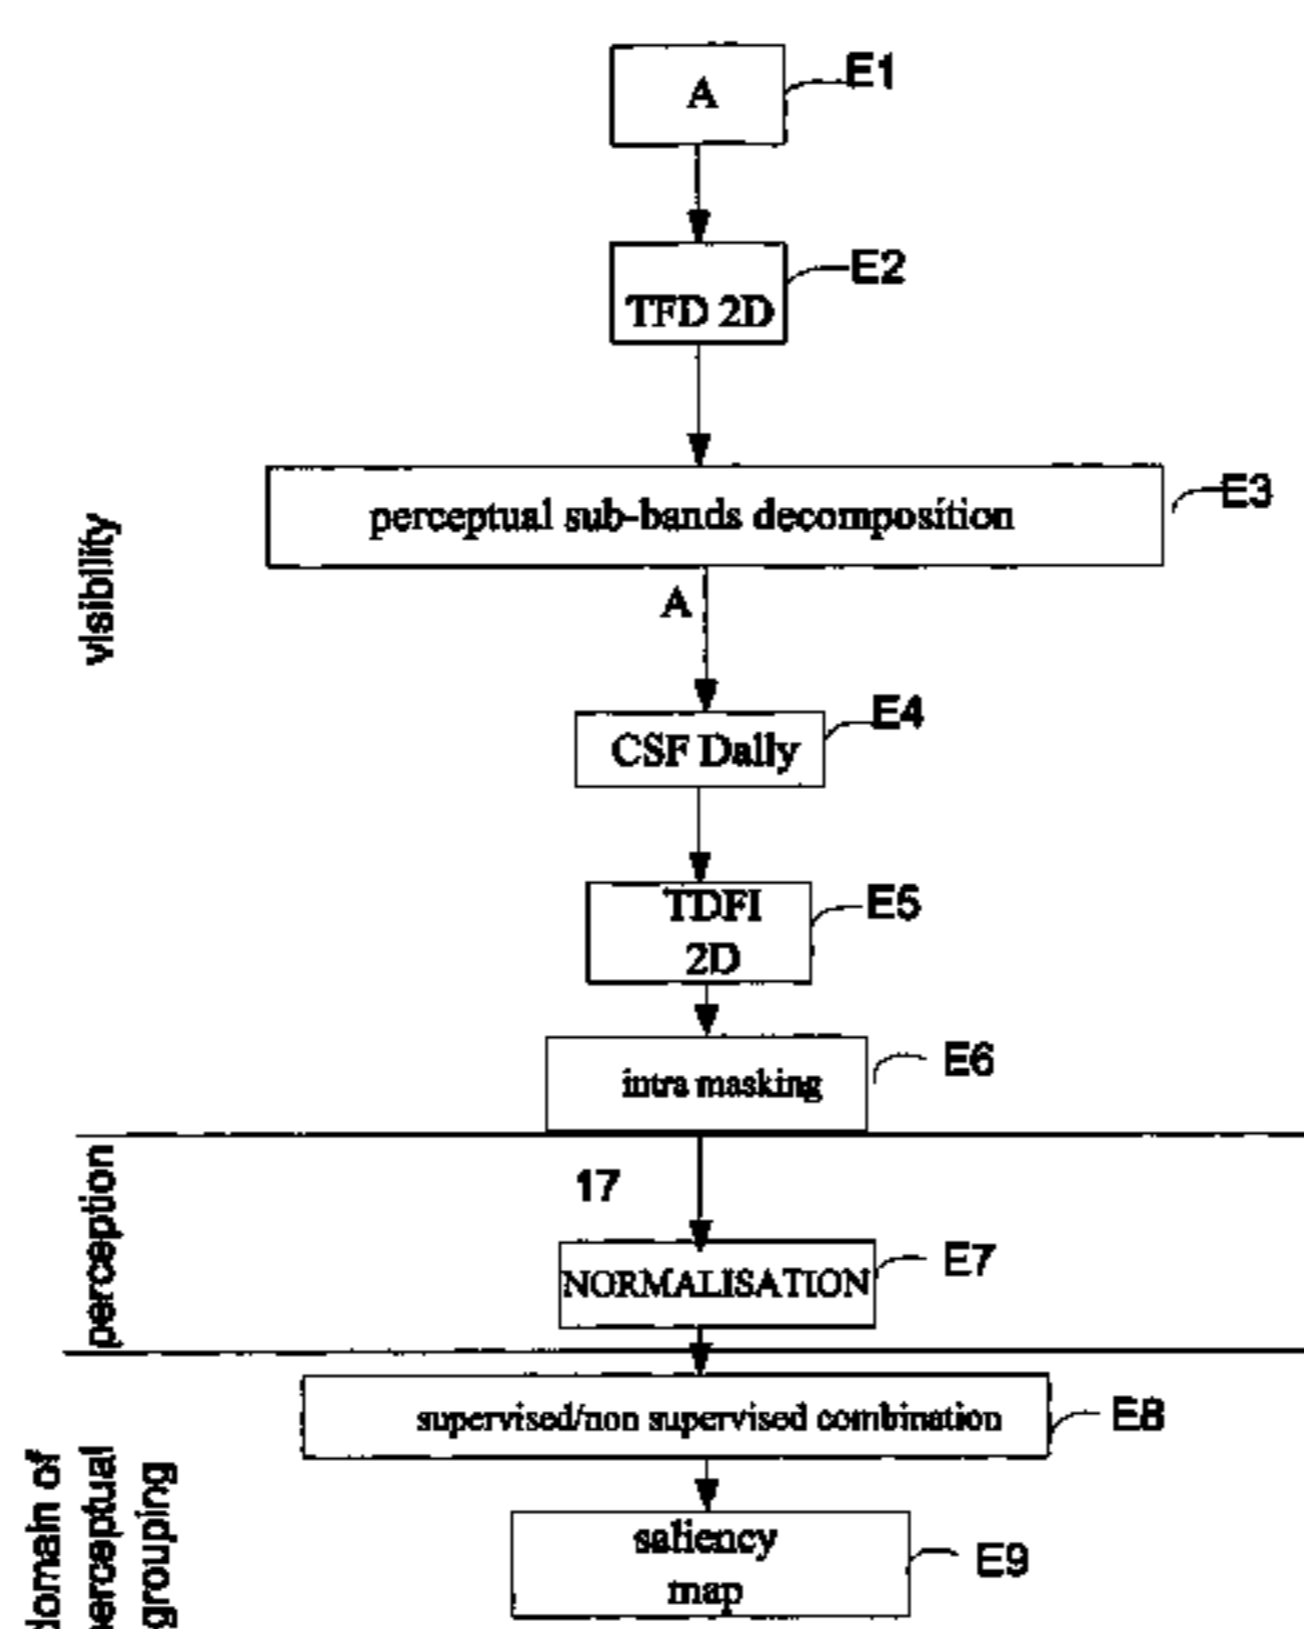 A
E1
TFD 2D
E2
perceptual sub-bands decomposition
E3
visibility
A
CSF Dally
E4
TDFI
2D
E5
intra masking
E6
perception
17
NORMALISATION
E7
supervised/non supervised combination
E8
domain of
perceptual
grouping
saliency
map
E9